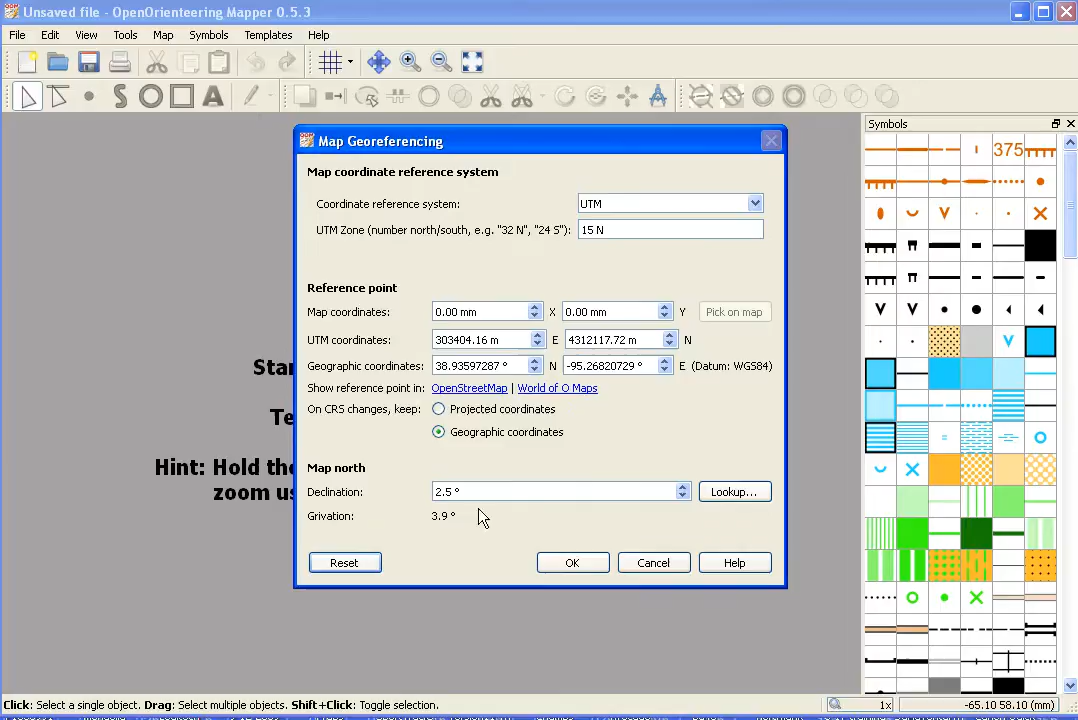 Unsaved file - OpenOrienteering Mapper 0.5.3
File Edit View Tools Map Symbols Templates Help
Symbols
375
Map Georeferencing
Map coordinate reference system
Coordinate reference system: UTM
UTM Zone (number north/south, e.g. "32 N", "24 S"): 15 N
Reference point
Map coordinates: 0.00 mm X 0.00 mm Y Pick on map
UTM coordinates: 303404.16 m E 4312117.72 m N
Geographic coordinates: 38.93597287 ° N -95.26820729 ° E (Datum: WGS84)
Show reference point in: OpenStreetMap | World of O Maps
On CRS changes, keep: Projected coordinates
Geographic coordinates
Map north
Declination: 2.5 ° Lookup...
Grivation: 3.9 °
Reset OK Cancel Help
Hint: Hold
zoom
Click: Select a single object. Drag: Select multiple objects. Shift+Click: Toggle selection.
1x -65.10 58.10 (mm)